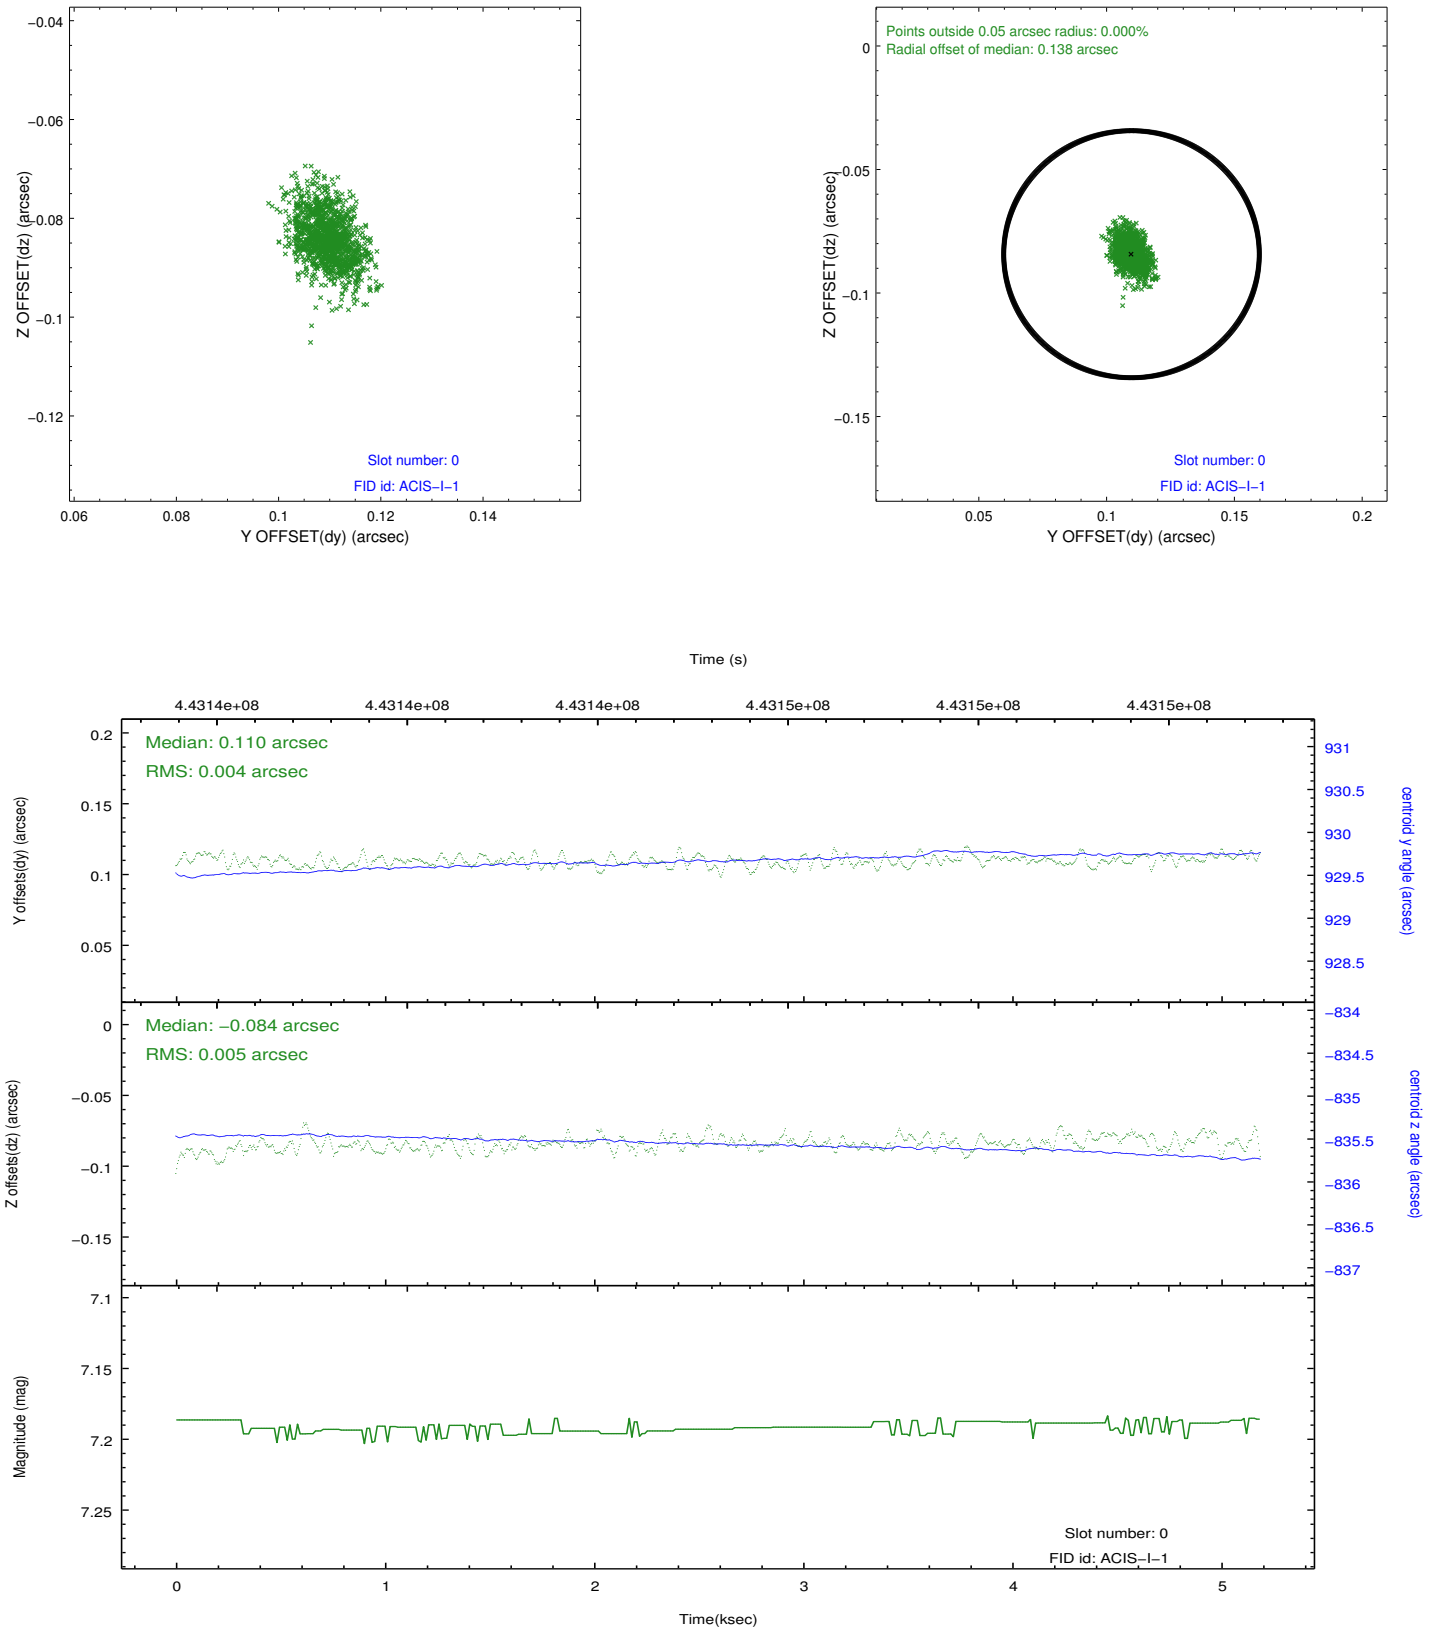 −0.04
−0.06
−0.08
−0.1
−0.12
Z OFFSET(dz) (arcsec)
Slot number: 0
FID id: ACIS−I−1
0.06
0.08
0.1
0.12
0.14
Y OFFSET(dy) (arcsec)
Points outside 0.05 arcsec radius: 0.000%
Radial offset of median: 0.138 arcsec
0
−0.05
−0.1
−0.15
Z OFFSET(dz) (arcsec)
Slot number: 0
FID id: ACIS−I−1
0.05
0.1
0.15
0.2
Y OFFSET(dy) (arcsec)
Time (s)
4.4314e+08
4.4314e+08
4.4314e+08
4.4315e+08
4.4315e+08
4.4315e+08
Median: 0.110 arcsec
RMS: 0.004 arcsec
0.2
0.15
0.1
0.05
Y offsets(dy) (arcsec)
931
930.5
930
929.5
929
928.5
centroid y angle (arcsec)
Median: −0.084 arcsec
RMS: 0.005 arcsec
0
−0.05
−0.1
−0.15
Z offsets(dz) (arcsec)
−834
−834.5
−835
−835.5
−836
−836.5
−837
centroid z angle (arcsec)
7.1
7.15
7.2
7.25
Magnitude (mag)
Slot number: 0
FID id: ACIS−I−1
0
1
2
3
4
5
Time(ksec)